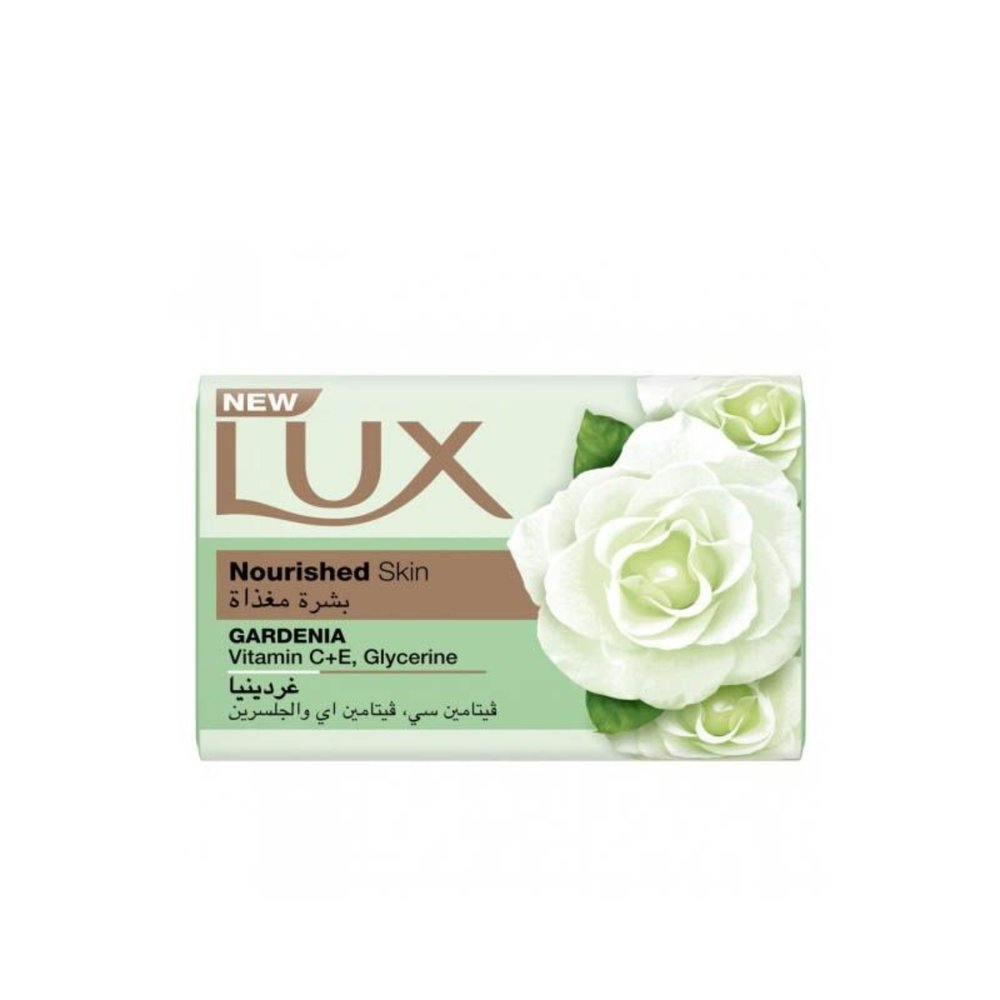 NEW
LUX
Nourished Skin
بشرة مغذاة
GARDENIA
Vitamin C+E, Glycerine
غردينيا
ڤيتامين سي، ڤيتامين اي والجلسرين